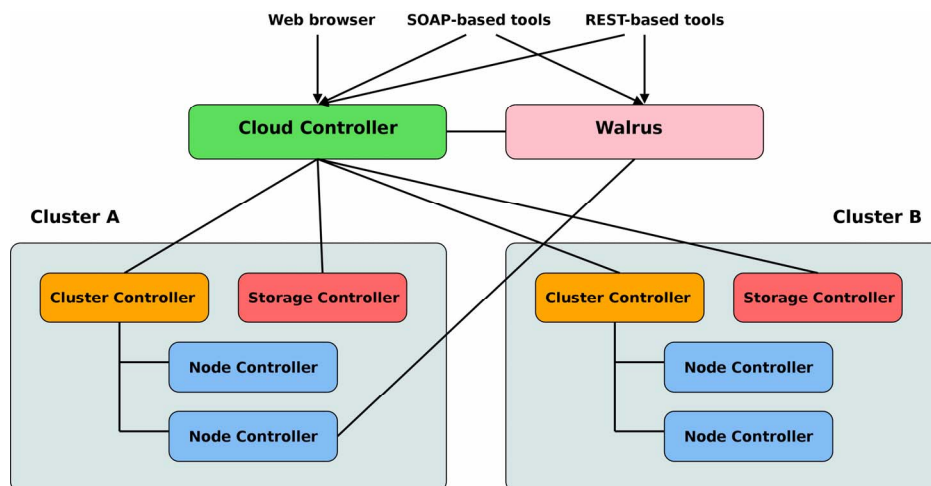 Web browser
SOAP-based tools
REST-based tools
Cloud Controller
Walrus
Cluster A
Cluster B
Cluster Controller
Storage Controller
Cluster Controller
Storage Controller
Node Controller
Node Controller
Node Controller
Node Controller